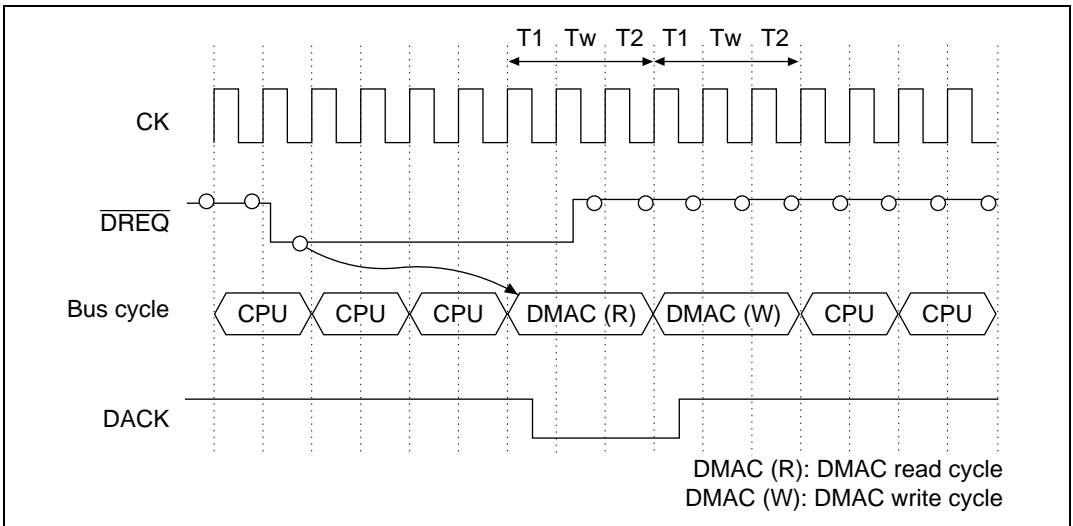 T1 Tw T2 T1 Tw T2
CK
DREQ
Bus cycle CPU CPU CPU DMAC (R) DMAC (W) CPU CPU
DACK
DMAC (R): DMAC read cycle
DMAC (W): DMAC write cycle